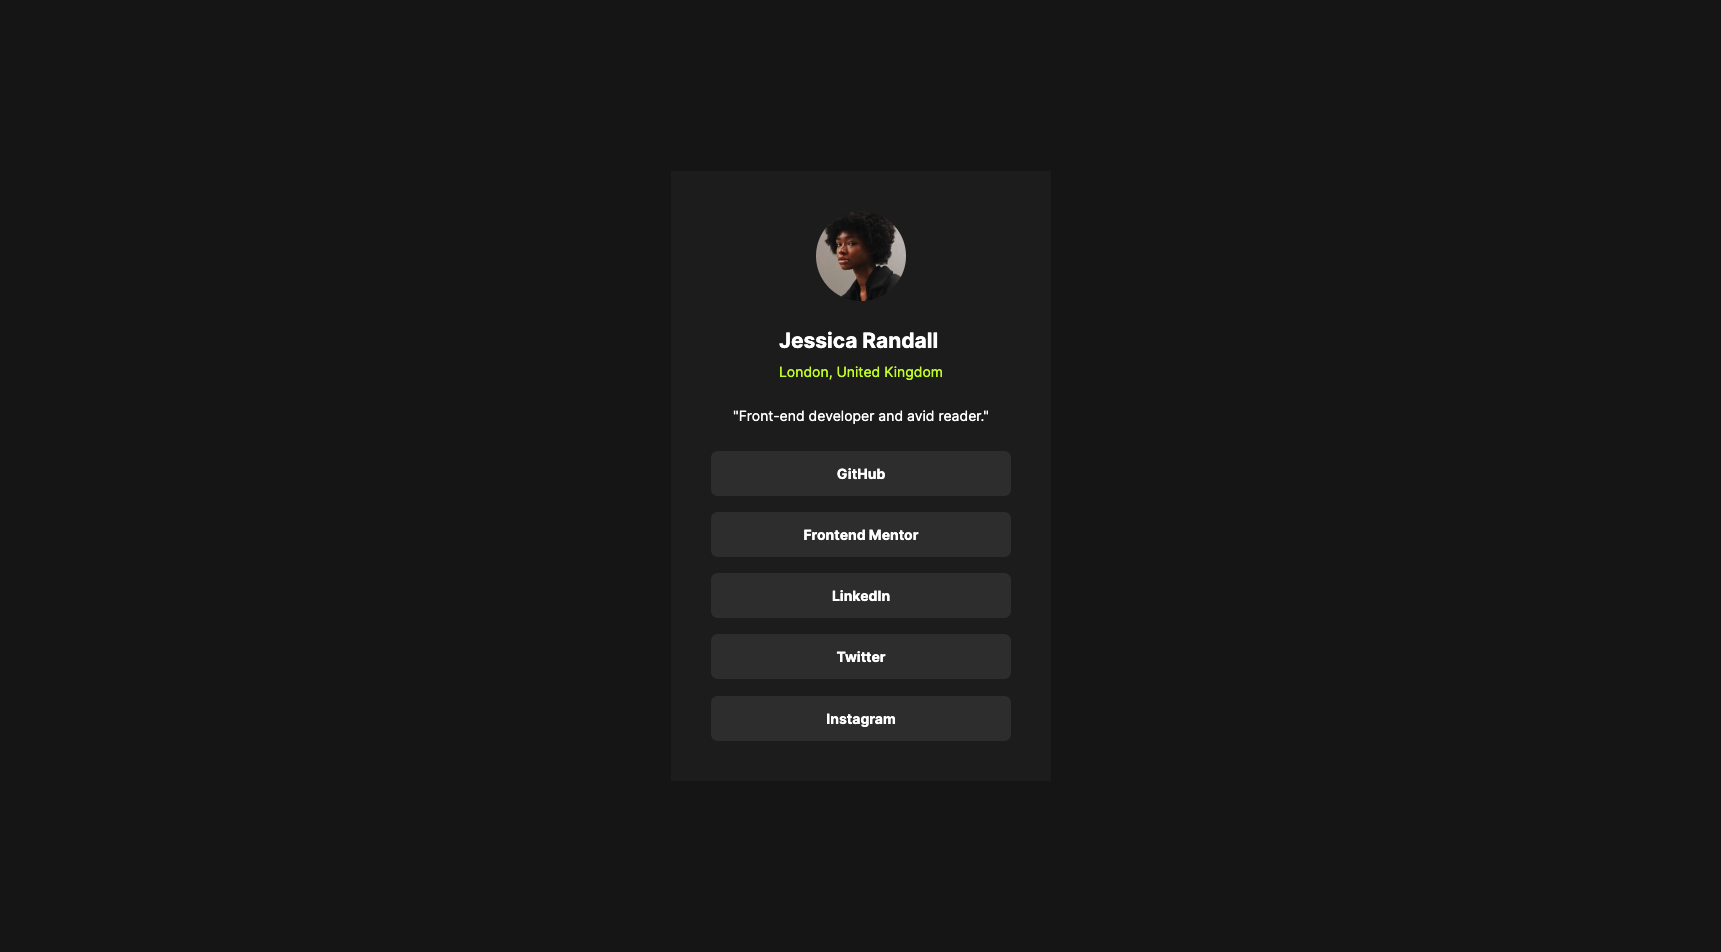 Jessica Randall
London, United Kingdom
"Front-end developer and avid reader."
GitHub
Frontend Mentor
LinkedIn
Twitter
Instagram